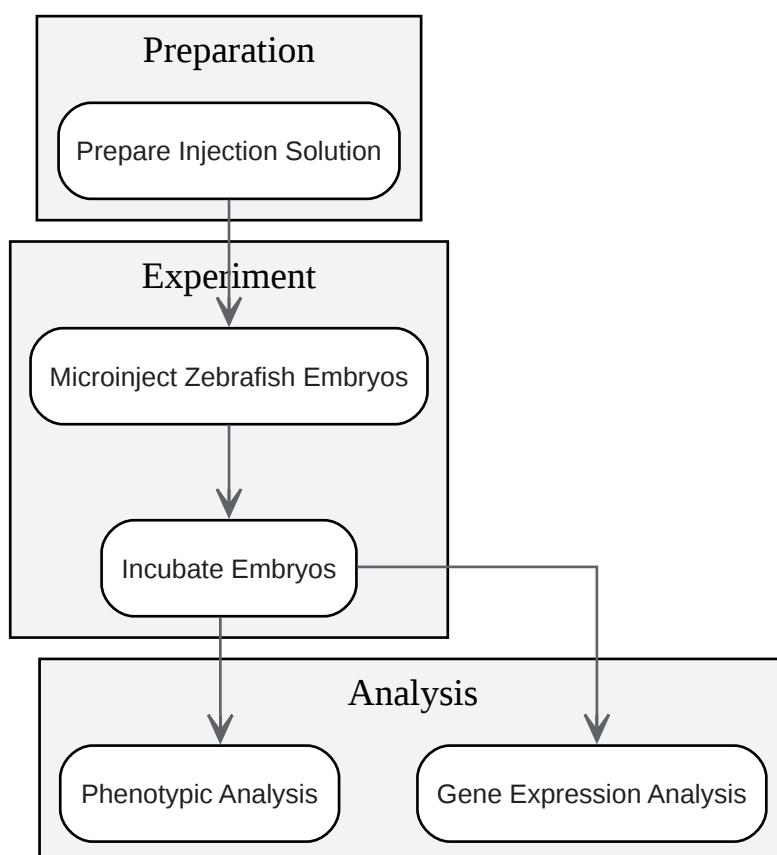 Preparation
Prepare Injection Solution
Experiment
Microinject Zebrafish Embryos
Incubate Embryos
Analysis
Phenotypic Analysis
Gene Expression Analysis